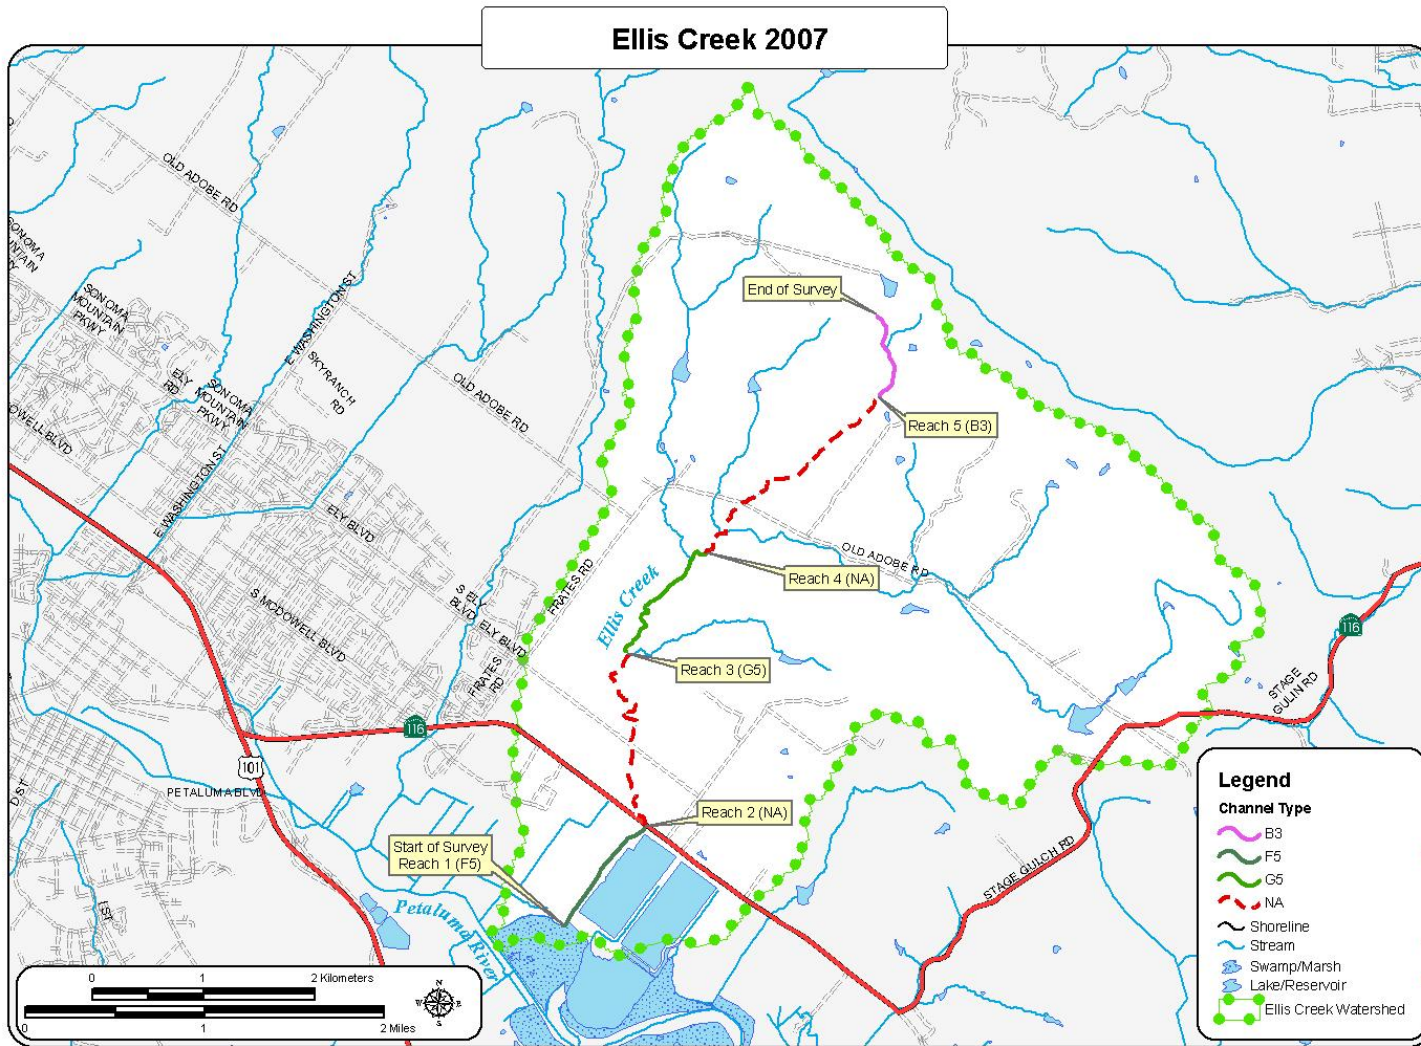 Ellis Creek 2007
OLD ADOBE RD
SONOMA
MOUNTAIN
PKWY
E WASHINGTON ST
SKYRANCH
RD
ELY
RD
SONOMA
MOUNTAIN
PKWY
OLD ADOBE RD
E WASHINGTON ST
ELY BLVD
S ELY
BLVD
ELY BLVD
FRATES RD
FRATES
RD
S MCDOWELL BLVD
End of Survey
Reach 5 (B3)
OLD ADOBE RD
Reach 4 (NA)
Ellis Creek
Reach 3 (G5)
116
STAGE
GULIN RD
116
101
PETALUMA BLVD
D ST
Reach 2 (NA)
Start of Survey
Reach 1 (F5)
Petaluma River
STAGE GULCH RD
Legend
Channel Type
B3
F5
G5
NA
Shoreline
Stream
Swamp/Marsh
Lake/Reservoir
Ellis Creek Watershed
0 1 2 Kilometers
0 1 2 Miles
N
W E
S